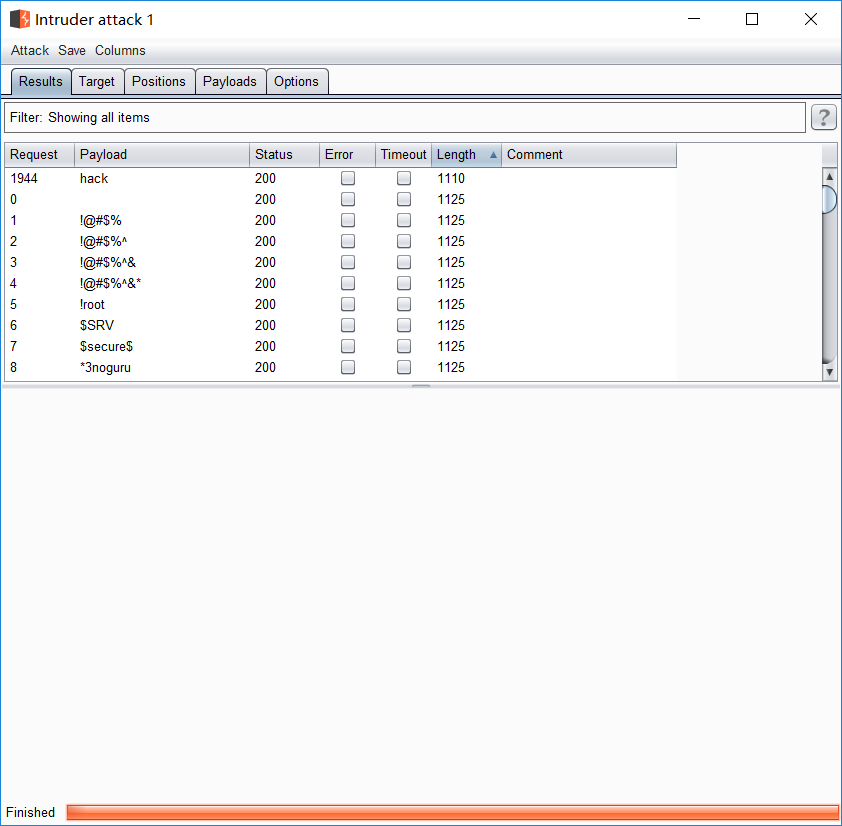 Intruder attack 1
Attack Save Columns
Results Target Positions Payloads Options
Filter: Showing all items ?
Request Payload Status Error Timeout Length Comment
1944 hack 200 1110
0 200 1125
1 !@#$% 200 1125
2 !@#$%^ 200 1125
3 !@#$%^& 200 1125
4 !@#$%^&* 200 1125
5 !root 200 1125
6 $SRV 200 1125
7 $secure$ 200 1125
8 *3noguru 200 1125
Finished